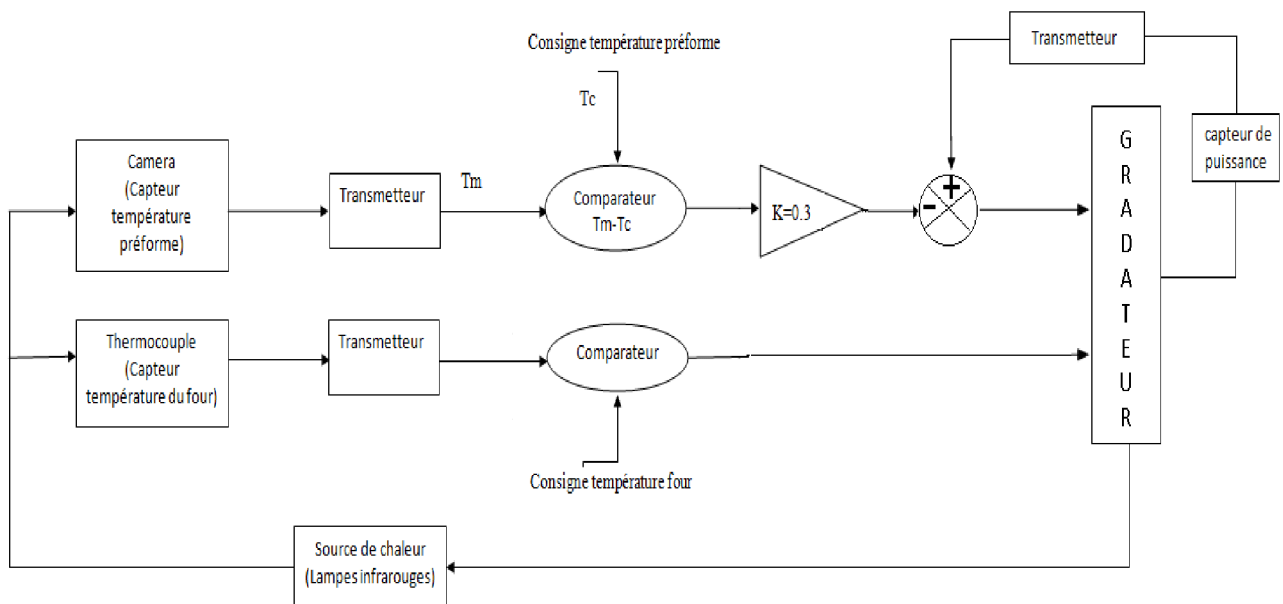 Consigne température préforme
Tc
Transmetteur
capteur de
puissance
G
R
A
D
A
T
E
U
R
Camera
(Capteur
température
préforme)
Transmetteur
Tm
Comparateur
Tm-Tc
K=0.3
+
-
Thermocouple
(Capteur
température du four)
Transmetteur
Comparateur
Consigne température four
Source de chaleur
(Lampes infrarouges)